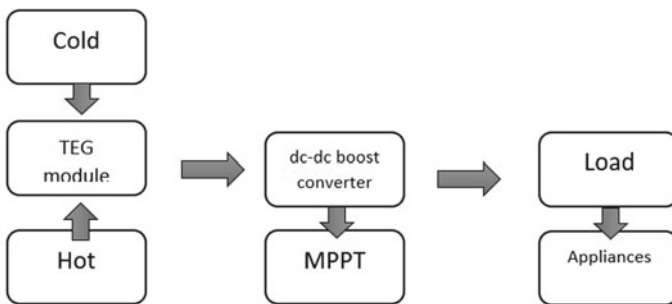 Cold
TEG
module
Hot
dc-dc boost
converter
MPPT
Load
Appliances